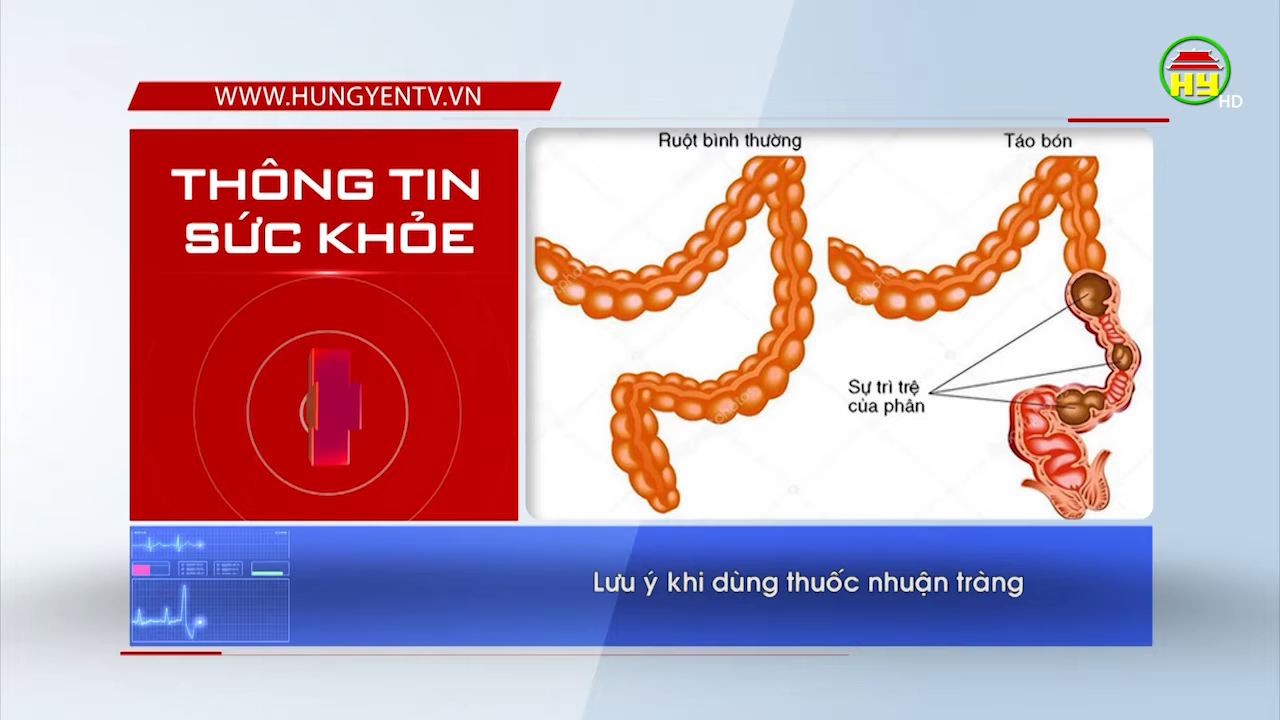 WWW.HUNGYENTV.VN
HY
HD
THÔNG TIN
SỨC KHỎE
Ruột bình thường
Táo bón
Sự trì trệ
của phân
Lưu ý khi dùng thuốc nhuận tràng